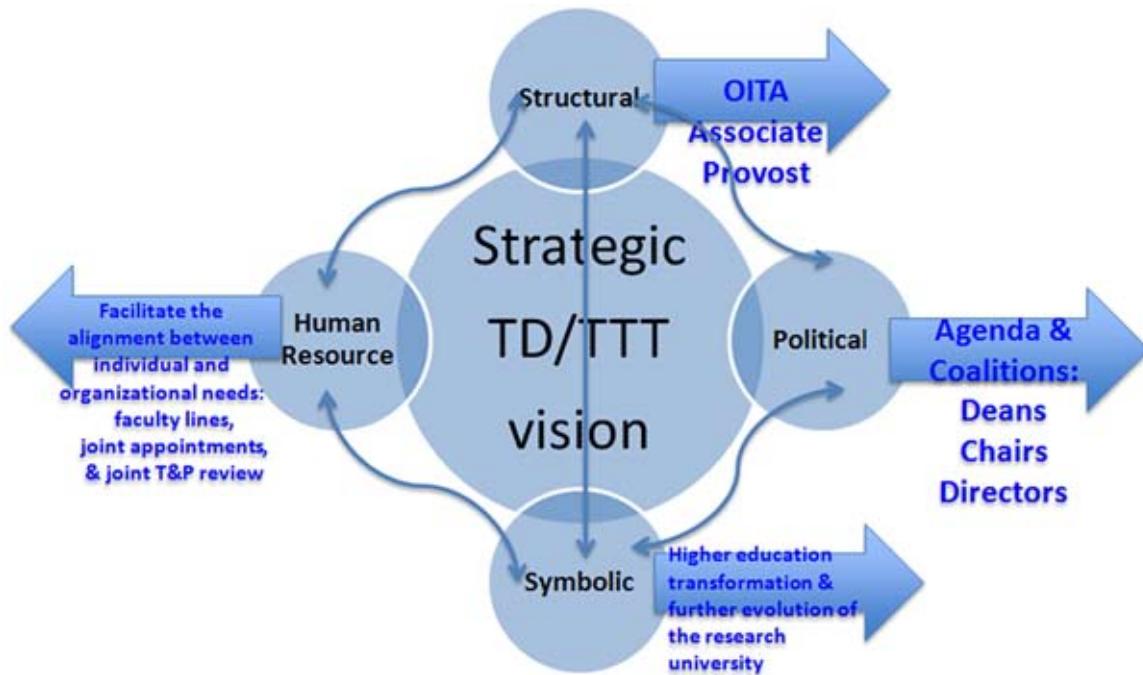 Structural
OITA
Associate
Provost
Strategic
TD/TTT
vision
Human
Resource
Facilitate the
alignment between
individual and
organizational needs:
faculty lines,
joint appointments,
& joint T&P review
Political
Agenda &
Coalitions:
Deans
Chairs
Directors
Symbolic
Higher education
transformation &
further evolution of
the research
university